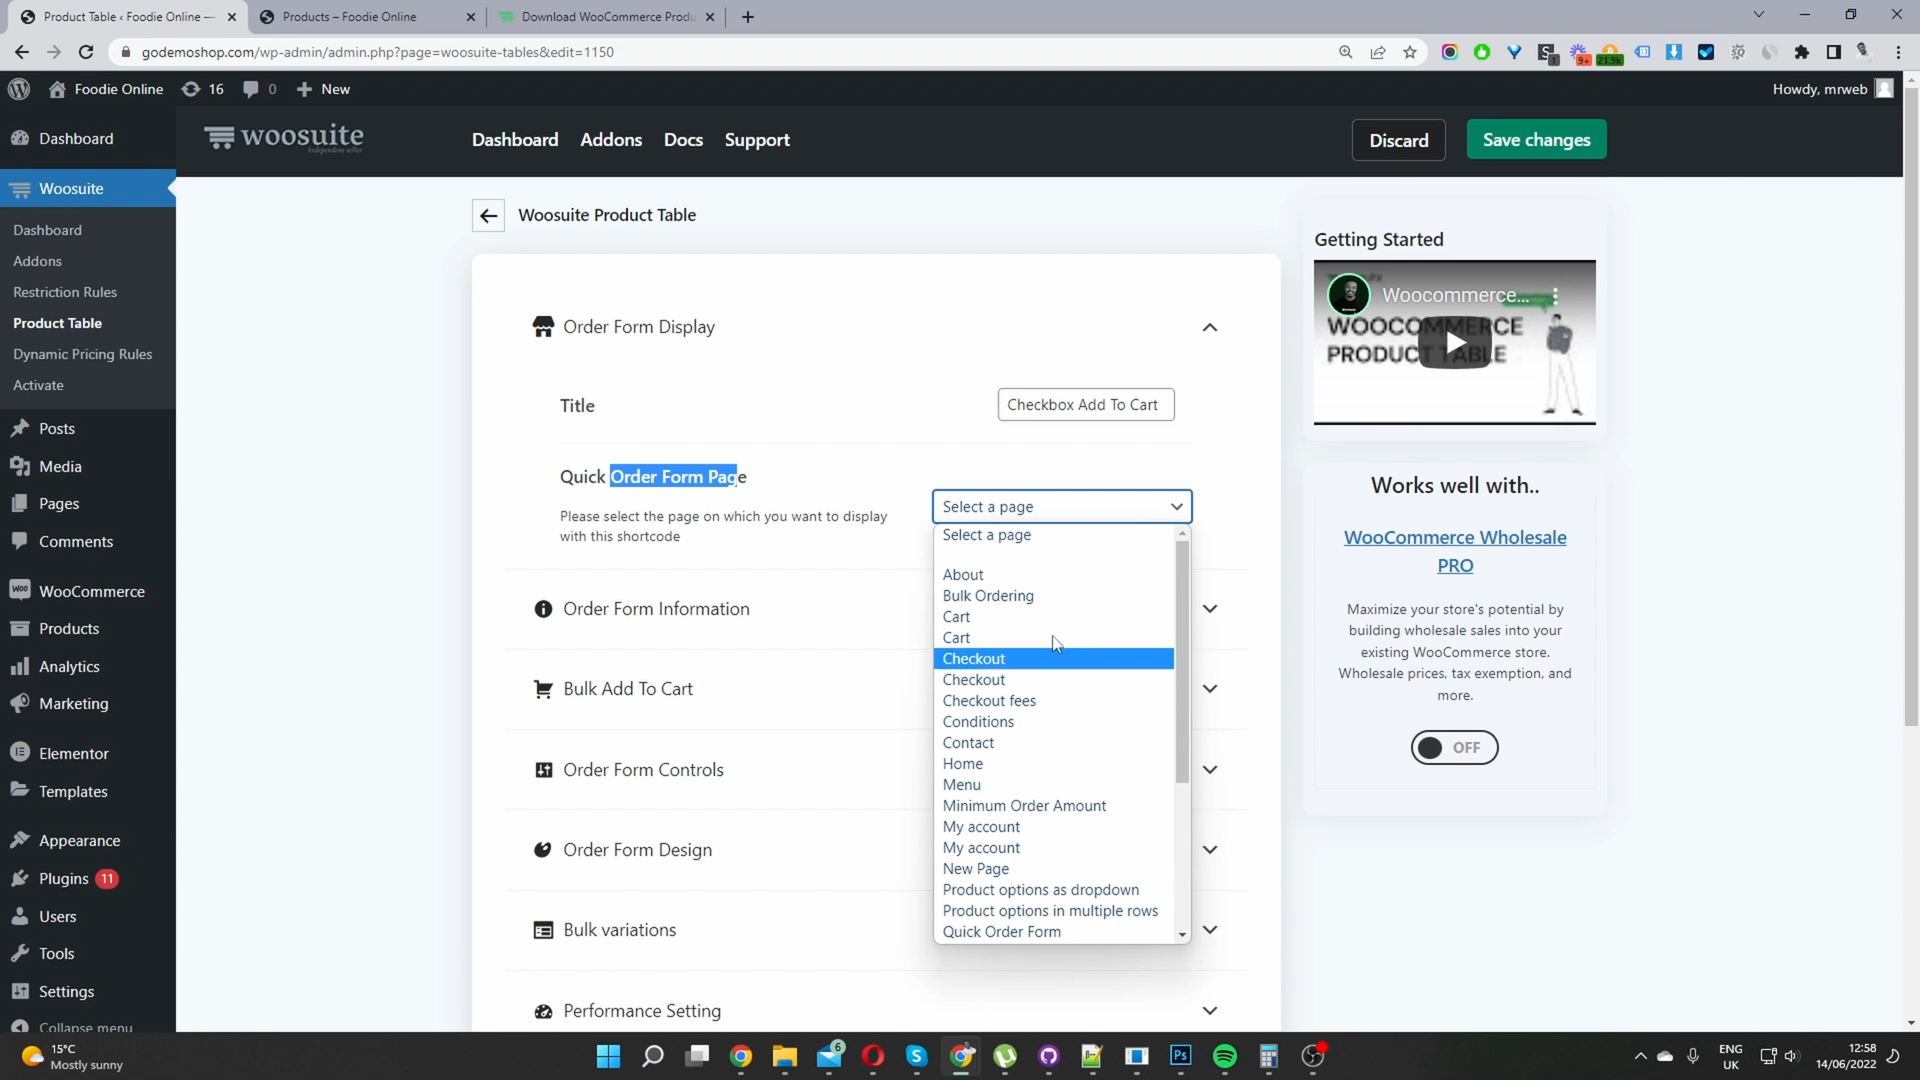 Product Table ‹ Foodie Online —
Products – Foodie Online
Download WooCommerce Produ
godemoshop.com/wp-admin/admin.php?page=woosuite-tables&edit=1150
9+
21.9k
Foodie Online
16
0
New
Howdy, mrweb
woosuite
Independent seller
Dashboard
Addons
Docs
Support
Discard
Save changes
Dashboard
Woosuite
Dashboard
Addons
Restriction Rules
Product Table
Dynamic Pricing Rules
Activate
Posts
Media
Pages
Comments
WooCommerce
Products
Analytics
Marketing
Elementor
Templates
Appearance
Plugins 11
Users
Tools
Settings
Collapse menu
Woosuite Product Table
Order Form Display
Title
Checkbox Add To Cart
Quick Order Form Page
Please select the page on which you want to display
with this shortcode
Select a page
Select a page
About
Bulk Ordering
Cart
Cart
Checkout
Checkout
Checkout fees
Conditions
Contact
Home
Menu
Minimum Order Amount
My account
My account
New Page
Product options as dropdown
Product options in multiple rows
Quick Order Form
Order Form Information
Bulk Add To Cart
Order Form Controls
Order Form Design
Bulk variations
Performance Setting
Getting Started
Woocommerce...
WOOCOMMERCE
PRODUCT TABLE
Works well with..
WooCommerce Wholesale
PRO
Maximize your store's potential by
building wholesale sales into your
existing WooCommerce store.
Wholesale prices, tax exemption, and
more.
OFF
15°C
Mostly sunny
6
Ps
ENG
UK
12:58
14/06/2022